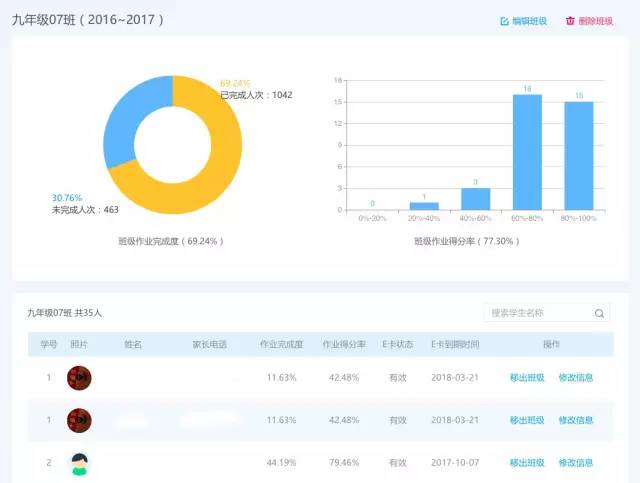 九年级07班（2016~2017） 编辑班级 删除班级
69.24%
已完成人次：1042
30.76%
未完成人次：463
班级作业完成度（69.24%）
18
15
12
9
6
3
0
0 1 3 16 15
0%-20% 20%-40% 40%-60% 60%-80% 80%-100%
班级作业得分率（77.30%）
九年级07班 共35人 搜索学生名称
学号 照片 姓名 家长电话 作业完成度 作业得分率 E卡状态 E卡到期时间 操作
1 11.63% 42.48% 有效 2018-03-21 移出班级 修改信息
1 11.63% 42.48% 有效 2018-03-21 移出班级 修改信息
2 44.19% 79.46% 有效 2017-10-07 移出班级 修改信息